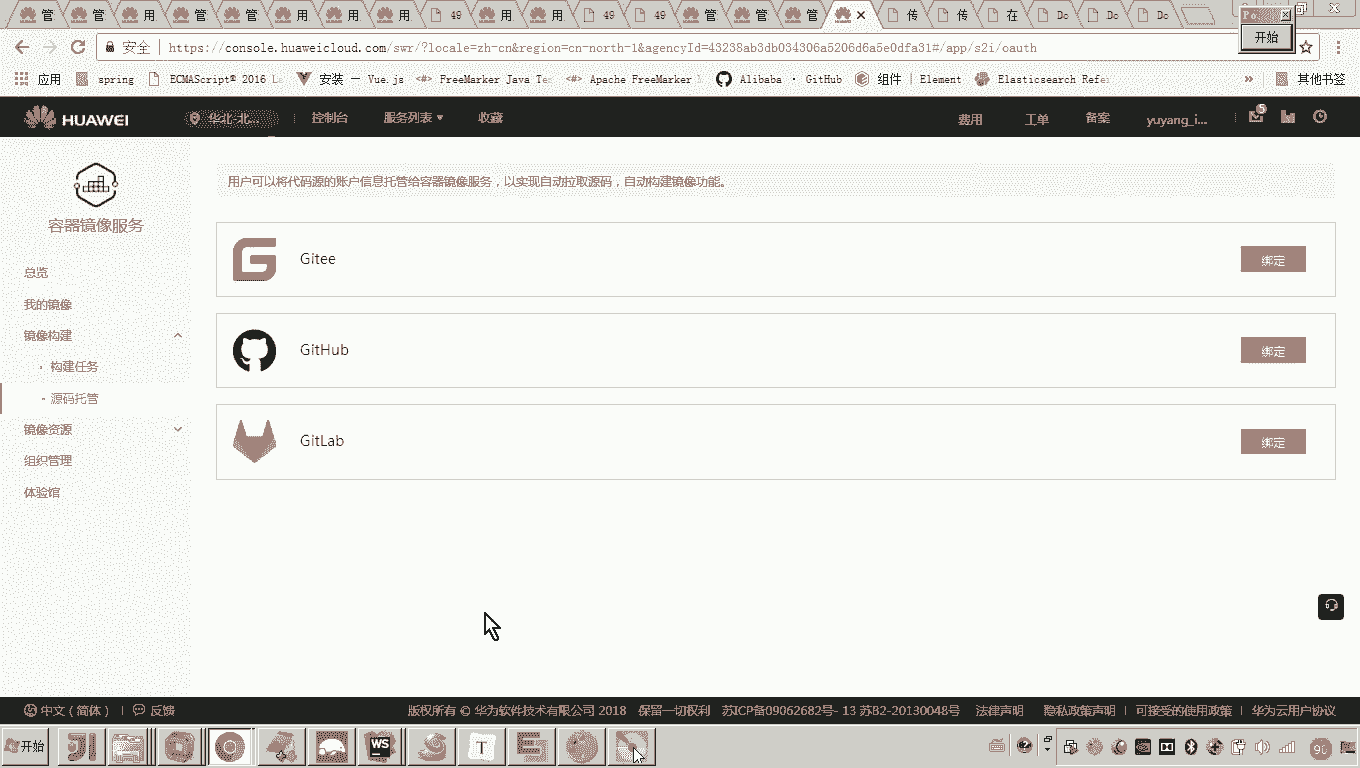 管 管 用 管 管 用 用 用 49 用 用 49 49 管 管 管 传 传 在 Do Do Do
开始
安全 https://console.huaweicloud.com/swr/?locale=zh-cn&region=cn-north-1&agencyId=43238ab3db034306a5206d6a5e0dfa31#/app/s2i/oauth
应用 spring ECMAScript® 2016 La 安装 — Vue.js FreeMarker Java Tem Apache FreeMarker Alibaba · GitHub 组件 | Element Elasticsearch Refer » 其他书签
HUAWEI 华北-北... 控制台 服务列表 收藏 费用 工单 备案 yuyang_i... 5
容器镜像服务
总览
我的镜像
镜像构建
构建任务
源码托管
镜像资源
组织管理
体验馆
用户可以将代码源的账户信息托管给容器镜像服务，以实现自动拉取源码，自动构建镜像功能。
Gitee 绑定
GitHub 绑定
GitLab 绑定
中文 ( 简体 ) | 反馈 版权所有 © 华为软件技术有限公司 2018 保留一切权利 苏ICP备09062682号- 13 苏B2-20130048号 法律声明 隐私政策声明 | 可接受的使用政策 | 华为云用户协议
开始 WS T 90